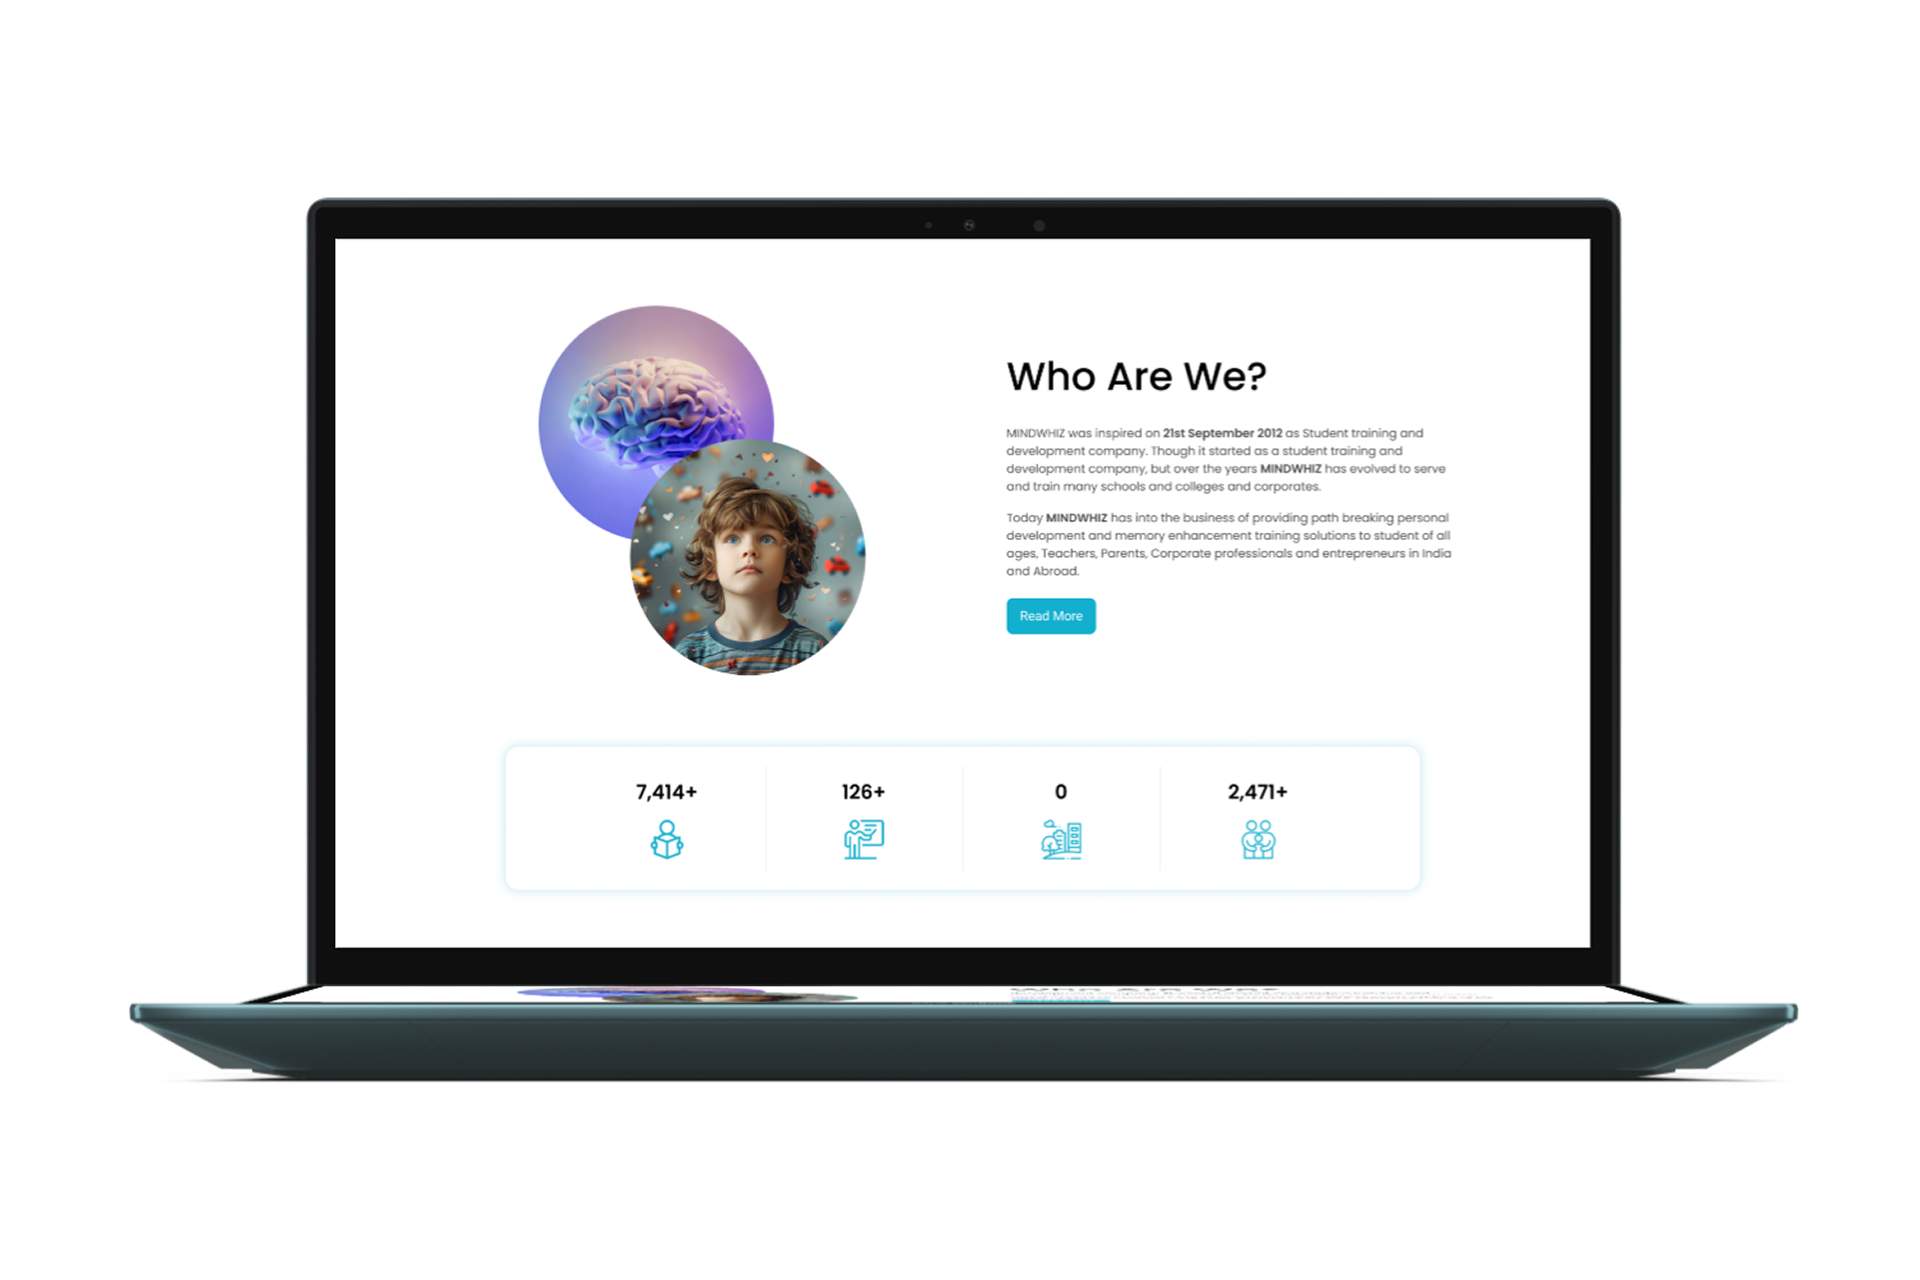 Who Are We?
MINDWHIZ was inspired on 21st September 2012 as Student training and
development company. Though it started as a student training and
development company, but over the years MINDWHIZ has evolved to serve
and train many schools and colleges and corporates.
Today MINDWHIZ has into the business of providing path breaking personal
development and memory enhancement training solutions to student of all
ages, Teachers, Parents, Corporate professionals and entrepreneurs in India
and Abroad.
Read More
7,414+
126+
0
2,471+